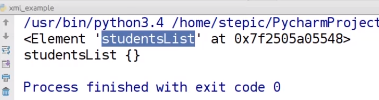 xml_example
/usr/bin/python3.4 /home/stepic/PycharmProject
<Element 'studentsList' at 0x7f2505a05548>
studentsList {}
Process finished with exit code 0